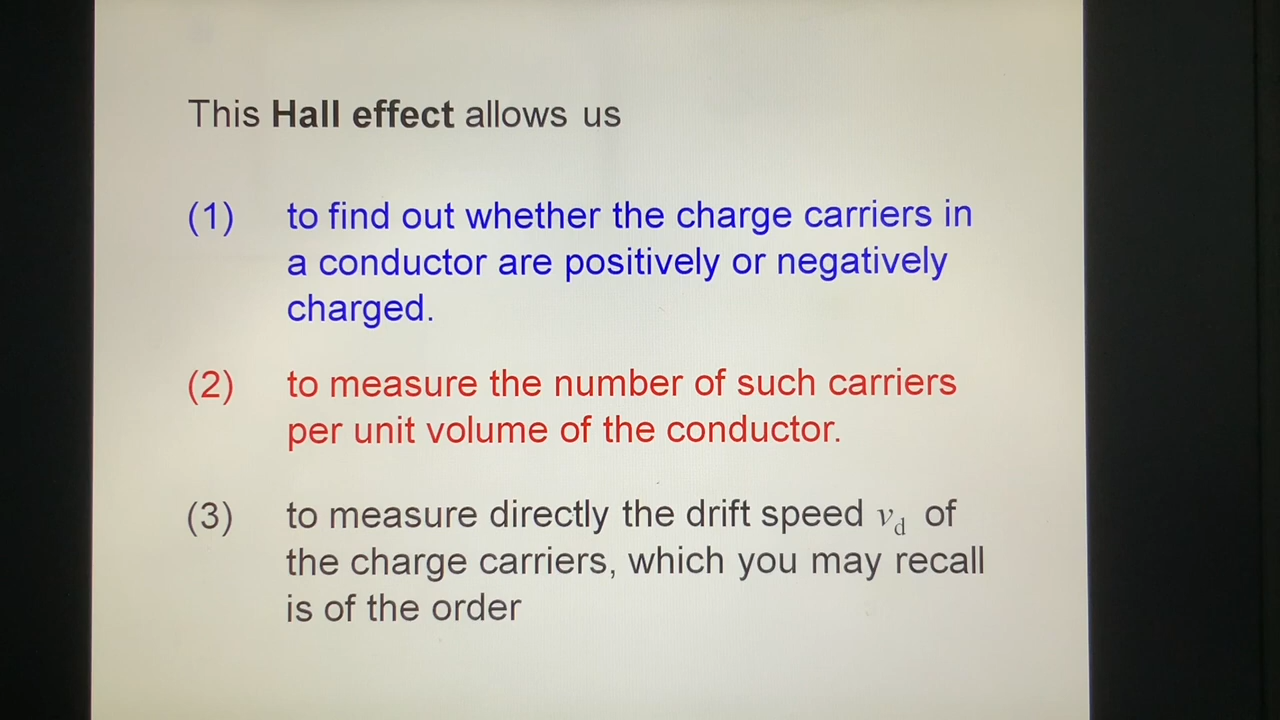 This Hall effect allows us
(1) to find out whether the charge carriers in
a conductor are positively or negatively
charged.
(2) to measure the number of such carriers
per unit volume of the conductor.
(3) to measure directly the drift speed vd of
the charge carriers, which you may recall
is of the order